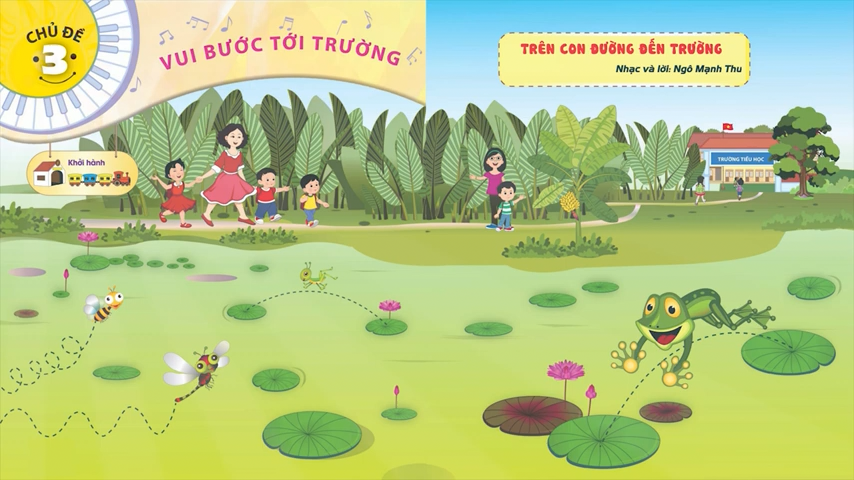 CHỦ ĐỀ
3
VUI BƯỚC TỚI TRƯỜNG
TRÊN CON ĐƯỜNG ĐẾN TRƯỜNG
Nhạc và lời: Ngô Mạnh Thu
Khởi hành
TRƯỜNG TIỂU HỌC